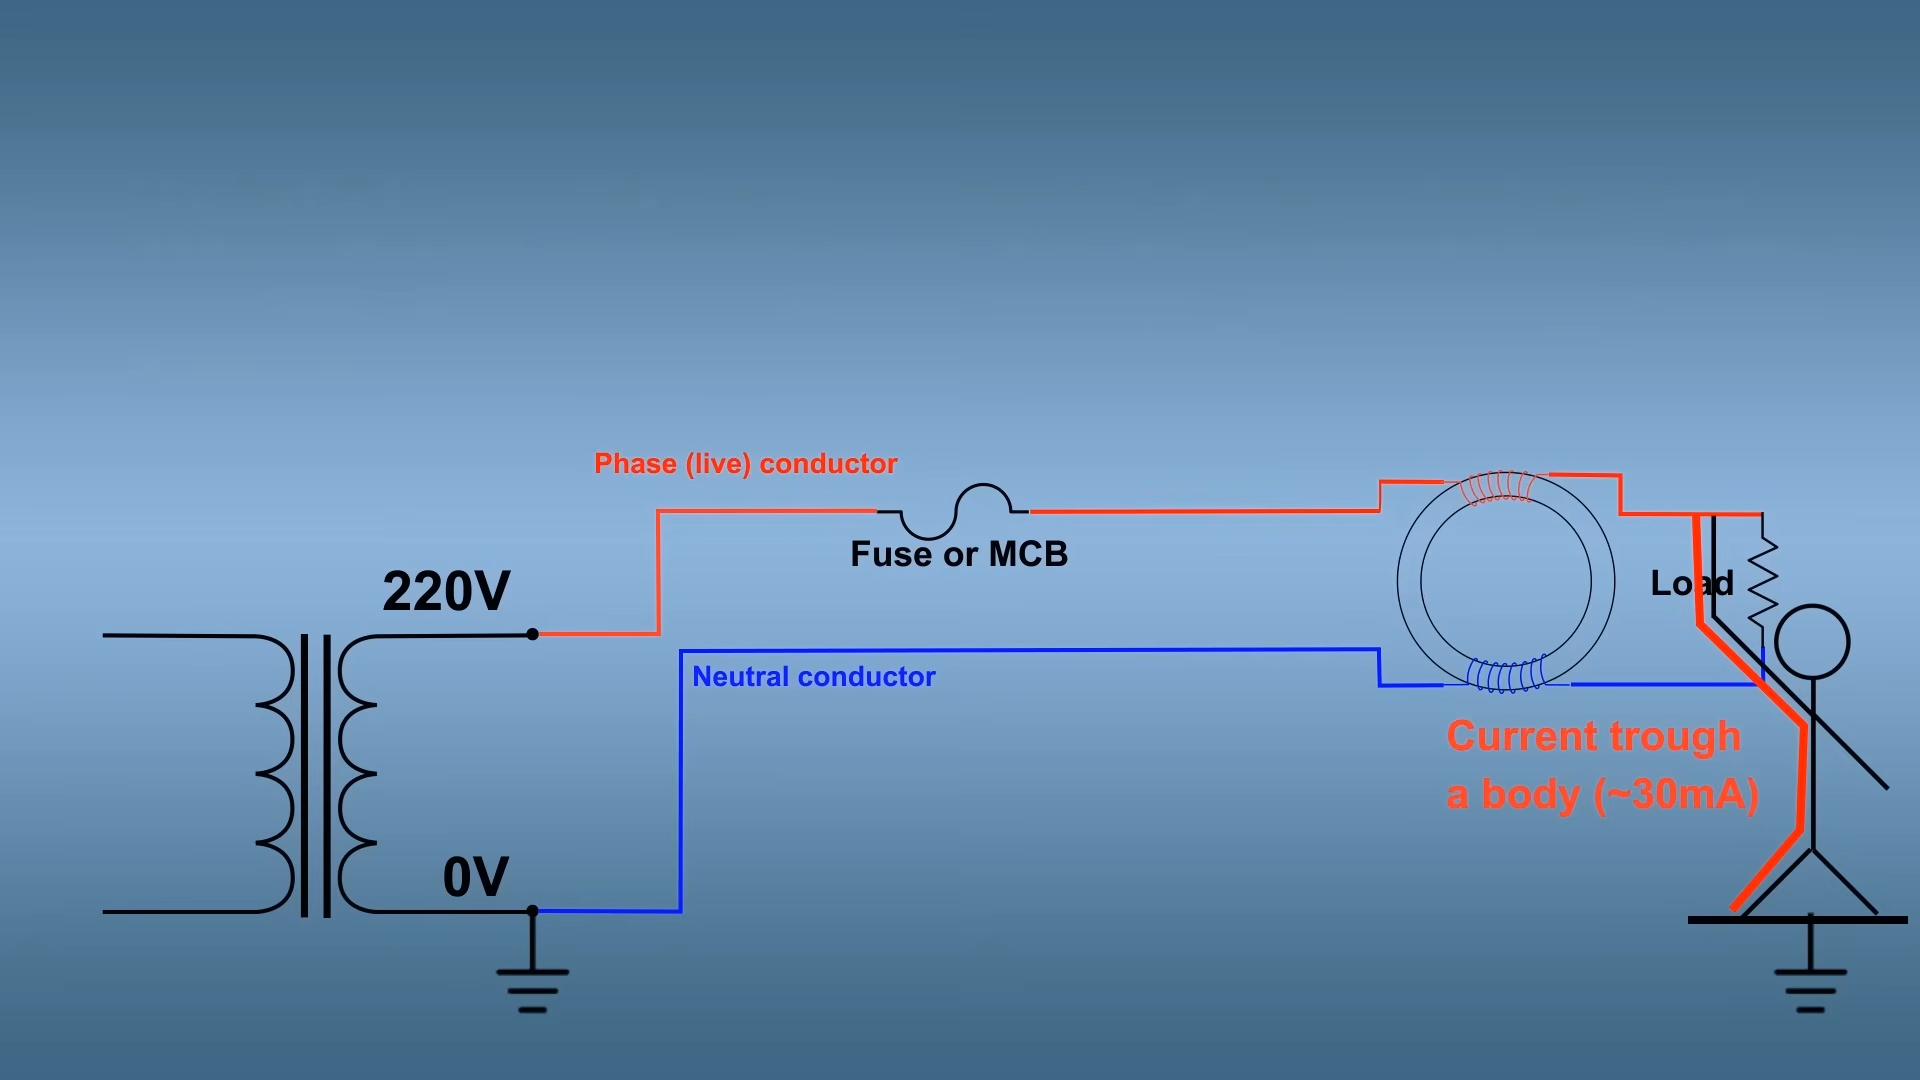 Phase (live) conductor
Fuse or MCB
220V
Load
Neutral conductor
Current trough
a body (~30mA)
0V